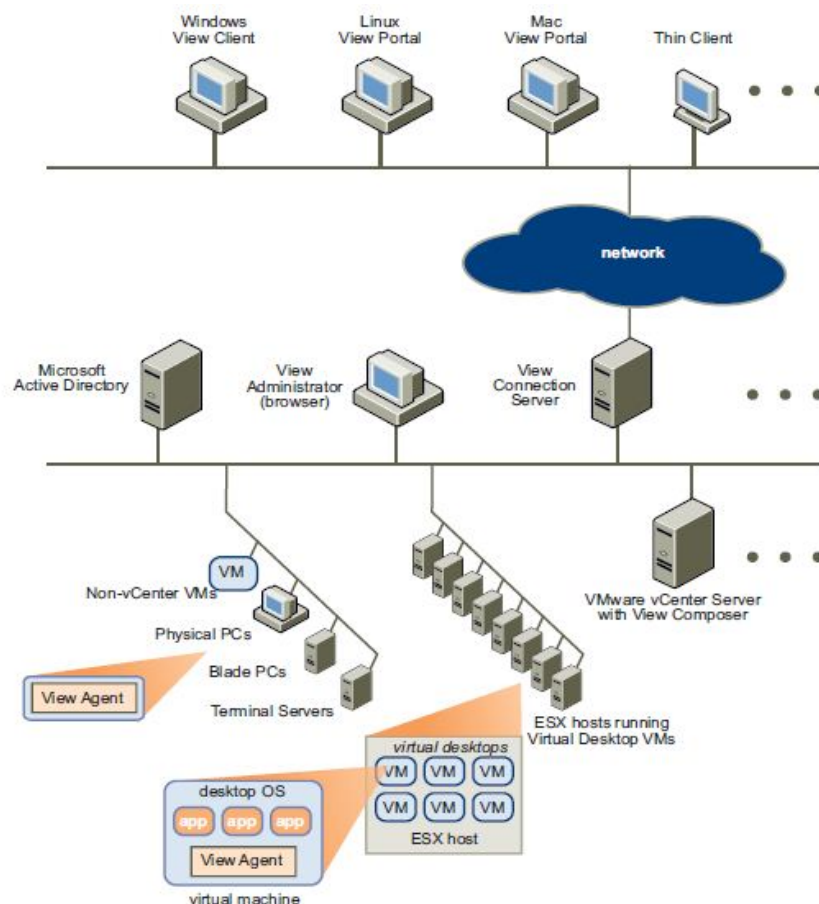 Windows
View Client
Linux
View Portal
Mac
View Portal
Thin Client
network
Microsoft
Active Directory
View
Administrator
(browser)
View
Connection
Server
VM
Non-vCenter VMs
Physical PCs
Blade PCs
Terminal Servers
View Agent
VMware vCenter Server
with View Composer
ESX hosts running
Virtual Desktop VMs
virtual desktops
VM VM VM
VM VM VM
ESX host
desktop OS
app app app
View Agent
virtual machine